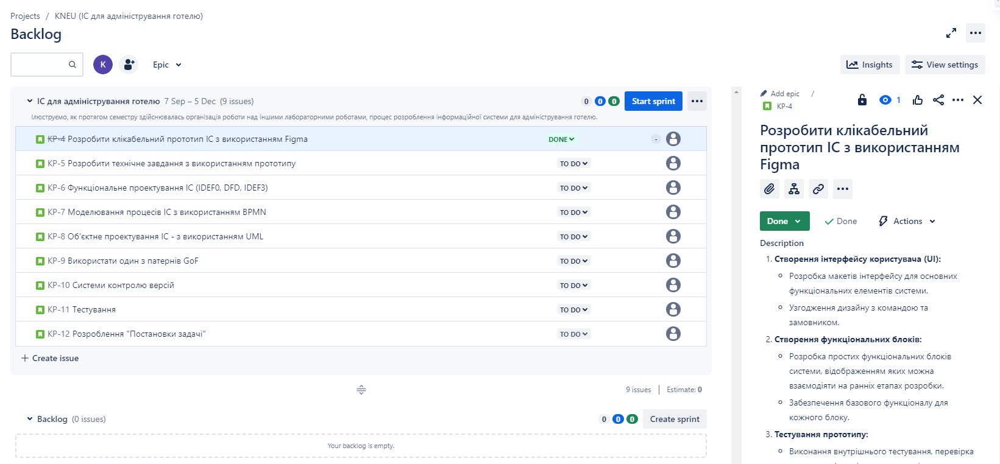 Projects / KNEU (ІС для адміністрування готелю)
Backlog
K
Epic
Insights
View settings
ІС для адміністрування готелю 7 Sep – 5 Dec (9 issues)
0 0 0 Start sprint
Ілюструємо, як протягом семестру здійснювалась організація роботи над іншими лабораторними роботами, процес розроблення інформаційної системи для адміністрування готелю.
KP-4 Розробити клікабельний прототип ІС з використанням Figma DONE -
KP-5 Розробити технічне завдання з використанням прототипу TO DO
KP-6 Функціональне проектування ІС (IDEF0, DFD, IDEF3) TO DO
KP-7 Моделювання процесів ІС з використанням BPMN TO DO
KP-8 Об'єктне проектування ІС - з використанням UML TO DO
KP-9 Використати один з патернів GoF TO DO
KP-10 Системи контролю версій TO DO
KP-11 Тестування TO DO
KP-12 Розроблення "Постановки задачі" TO DO
+ Create issue
9 issues | Estimate: 0
Backlog (0 issues)
0 0 0 Create sprint
Your backlog is empty.
Add epic /
KP-4
1
Розробити клікабельний
прототип ІС з використанням
Figma
Done
Done
Actions
Description
1. Створення інтерфейсу користувача (UI):
Розробка макетів інтерфейсу для основних
функціональних елементів системи.
Узгодження дизайну з командою та
замовником.
2. Створення функціональних блоків:
Розробка простих функціональних блоків
системи, відображенням яких можна
взаємодіяти на ранніх етапах розробки.
Забезпечення базового функціоналу для
кожного блоку.
3. Тестування прототипу:
Виконання внутрішнього тестування, перевірка